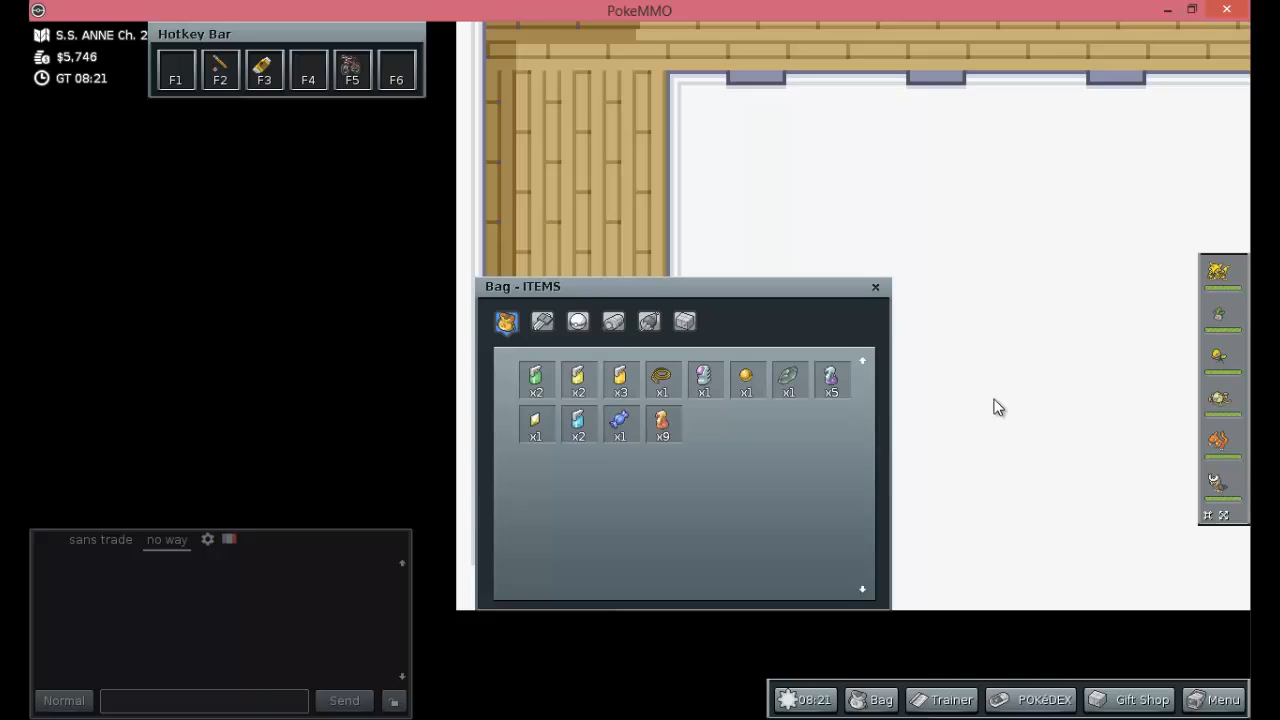 PokeMMO
S.S. ANNE Ch. 2
$5,746
GT 08:21
Hotkey Bar
F1 F2 F3 F4 F5 F6
Bag - ITEMS
x2 x2 x3 x1 x1 x1 x1 x5
x1 x2 x1 x9
sans trade no way
Normal Send
08:21 Bag Trainer POKéDEX Gift Shop Menu